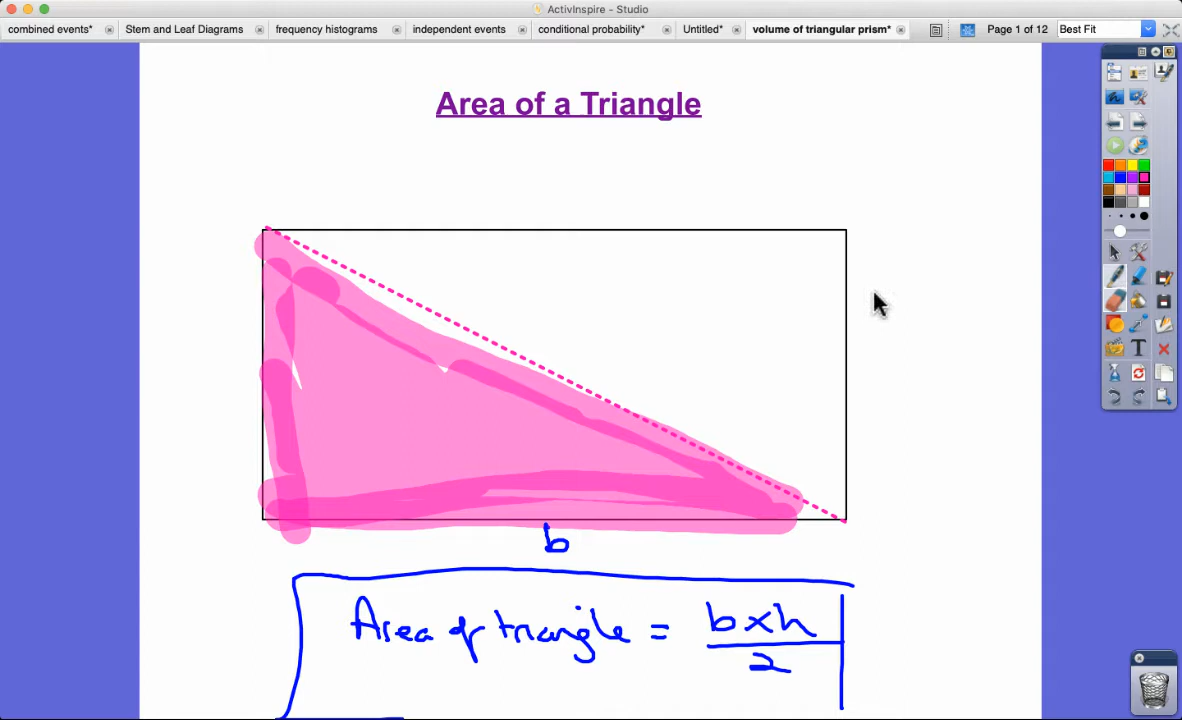 ActivInspire - Studio
combined events* Stem and Leaf Diagrams frequency histograms independent events conditional probability* Untitled* volume of triangular prism* Page 1 of 12 Best Fit
Area of a Triangle
b
Area of triangle = b×h
2
T